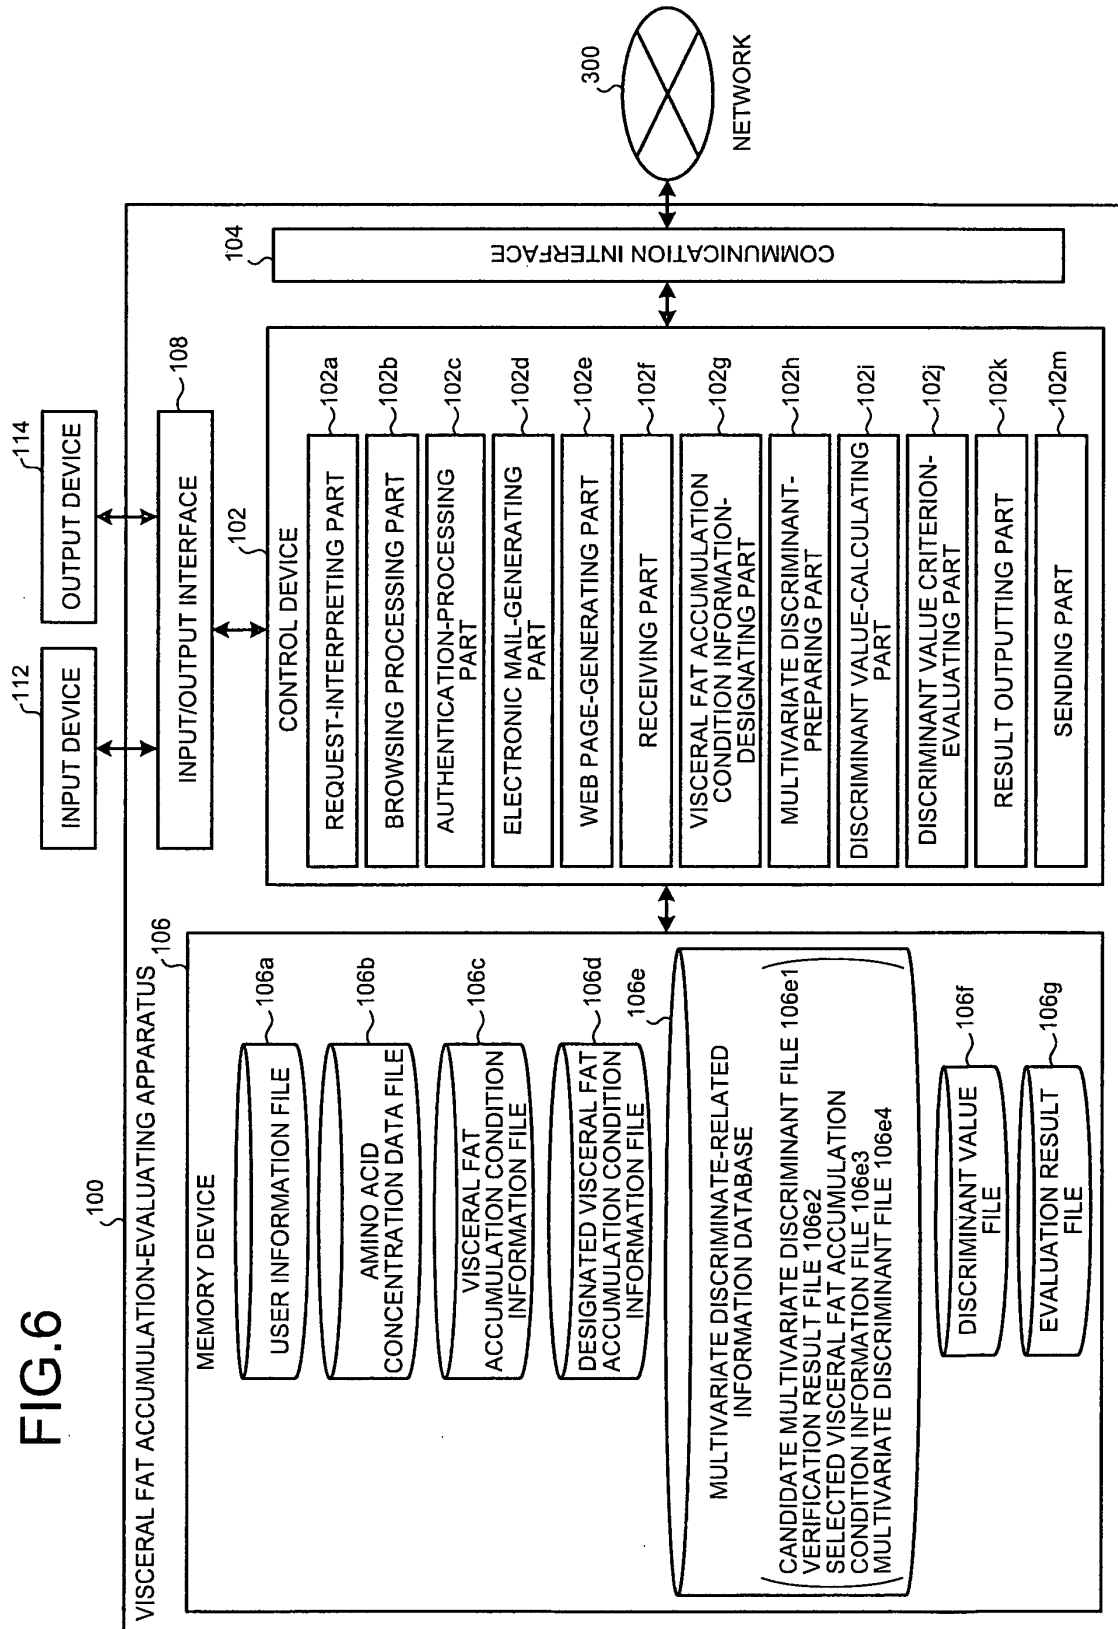 FIG.6
100
VISCERAL FAT ACCUMULATION-EVALUATING APPARATUS
112
INPUT DEVICE
114
OUTPUT DEVICE
108
INPUT/OUTPUT INTERFACE
106
MEMORY DEVICE
106a
USER INFORMATION FILE
106b
AMINO ACID
CONCENTRATION DATA FILE
106c
VISCERAL FAT
ACCUMULATION CONDITION
INFORMATION FILE
106d
DESIGNATED VISCERAL FAT
ACCUMULATION CONDITION
INFORMATION FILE
106e
MULTIVARIATE DISCRIMINATE-RELATED
INFORMATION DATABASE
CANDIDATE MULTIVARIATE DISCRIMINANT FILE 106e1
VERIFICATION RESULT FILE 106e2
SELECTED VISCERAL FAT ACCUMULATION
CONDITION INFORMATION FILE 106e3
MULTIVARIATE DISCRIMINANT FILE 106e4
106f
DISCRIMINANT VALUE
FILE
106g
EVALUATION RESULT
FILE
102
CONTROL DEVICE
REQUEST-INTERPRETING PART
102a
BROWSING PROCESSING PART
102b
AUTHENTICATION-PROCESSING
PART
102c
ELECTRONIC MAIL-GENERATING
PART
102d
WEB PAGE-GENERATING PART
102e
RECEIVING PART
102f
VISCERAL FAT ACCUMULATION
CONDITION INFORMATION-
DESIGNATING PART
102g
MULTIVARIATE DISCRIMINANT-
PREPARING PART
102h
DISCRIMINANT VALUE-CALCULATING
PART
102i
DISCRIMINANT VALUE CRITERION-
EVALUATING PART
102j
RESULT OUTPUTTING PART
102k
SENDING PART
102m
104
COMMUNICATION INTERFACE
300
NETWORK